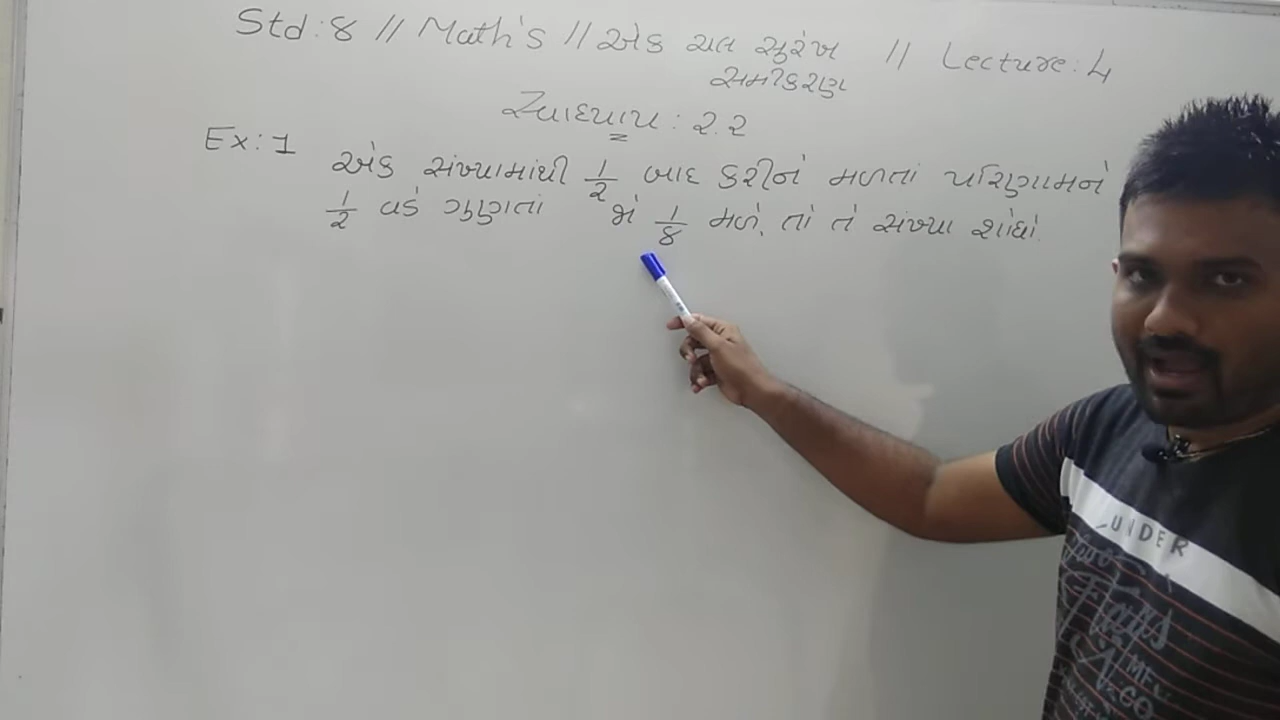 Std: 8 // Math's // એક ચલ સુરેખ // Lecture: 4
સમીકરણ
સ્વાધ્યાય : 2.2
Ex: 1 એક સંખ્યામાંથી 1/2 બાદ કરીને મળતાં પરિણામને
1/2 વડે ગુણતા જો 1/8 મળે, તો તે સંખ્યા શોધો.
UNDER